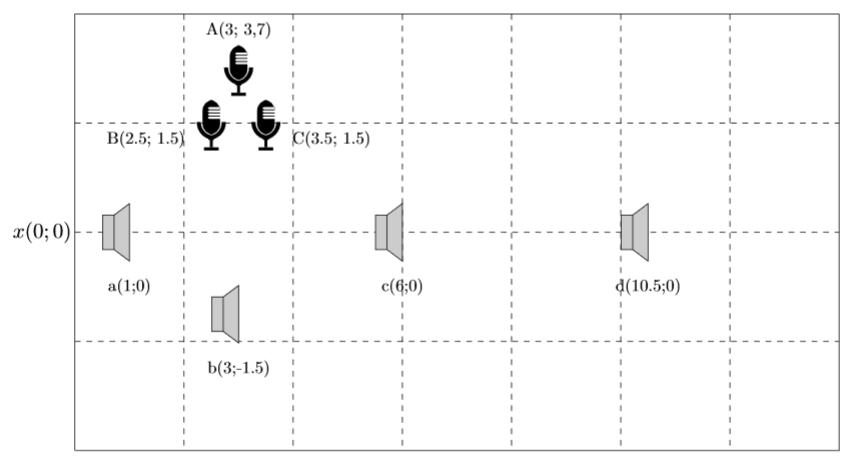 A(3; 3,7)
B(2.5; 1.5)
C(3.5; 1.5)
x(0; 0)
a(1;0)
c(6;0)
d(10.5;0)
b(3;-1.5)